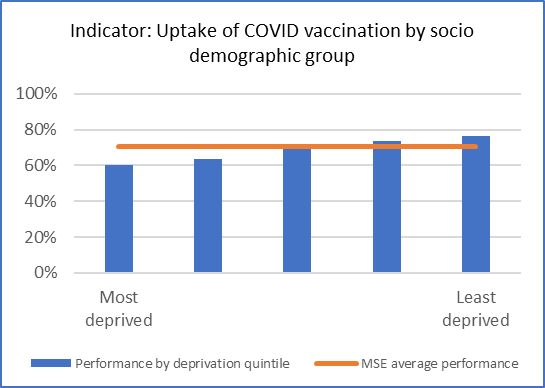 Indicator: Uptake of COVID vaccination by socio
demographic group
100%
80%
60%
40%
20%
0%
Most
deprived
Least
deprived
Performance by deprivation quintile
MSE average performance